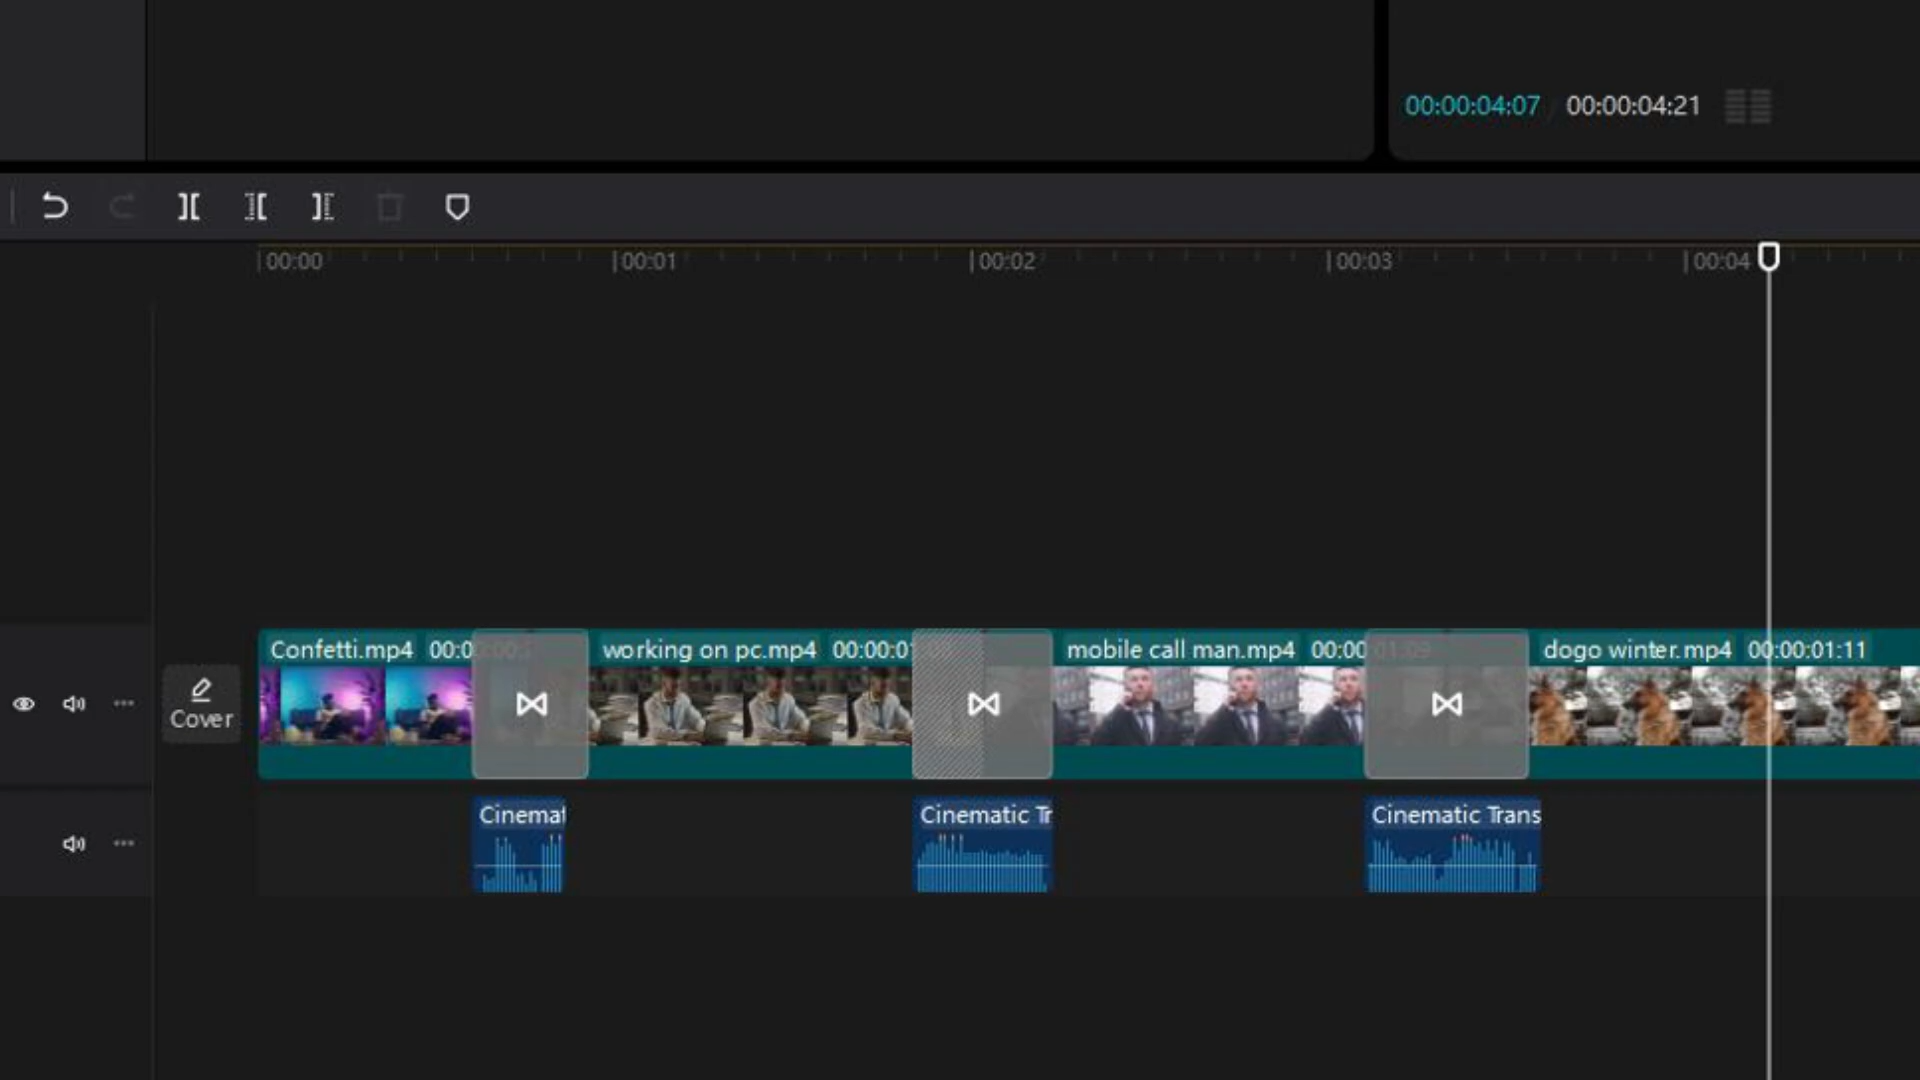 00:00:04:07 / 00:00:04:21
00:00 00:01 00:02 00:03 00:04
Confetti.mp4 working on pc.mp4 mobile call man.mp4 dogo winter.mp4 00:00:01:11
Cover
Cinemat Cinematic Tr Cinematic Trans